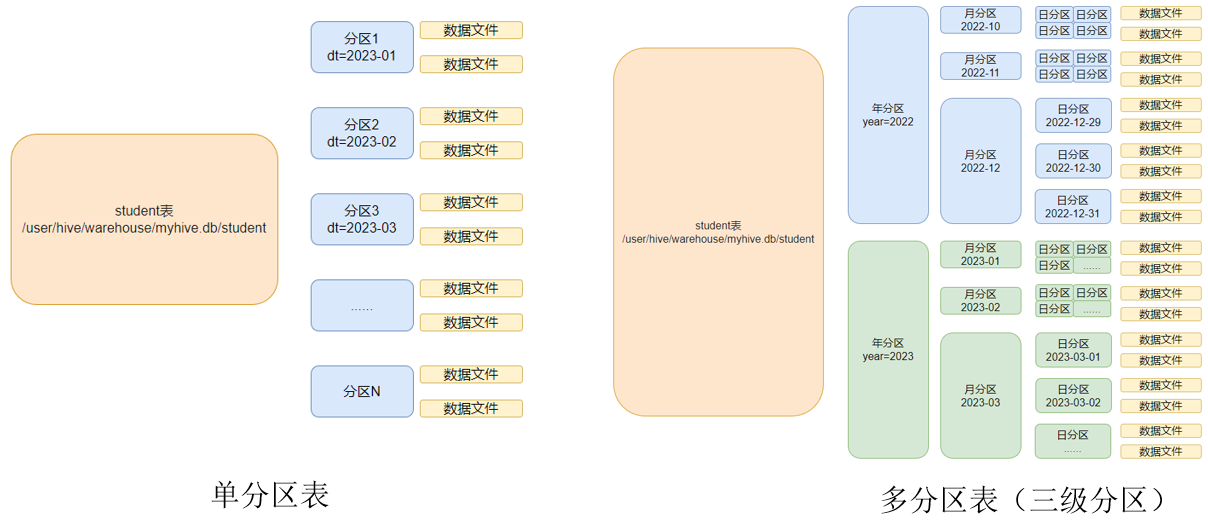 student表
/user/hive/warehouse/myhive.db/student
分区1
dt=2023-01
数据文件
数据文件
分区2
dt=2023-02
数据文件
数据文件
分区3
dt=2023-03
数据文件
数据文件
......
数据文件
数据文件
分区N
数据文件
数据文件
单分区表
student表
/user/hive/warehouse/myhive.db/student
年分区
year=2022
月分区
2022-10
日分区 日分区
日分区 日分区
数据文件
数据文件
月分区
2022-11
日分区 日分区
日分区 日分区
数据文件
数据文件
月分区
2022-12
日分区
2022-12-29
数据文件
数据文件
日分区
2022-12-30
数据文件
数据文件
日分区
2022-12-31
数据文件
数据文件
年分区
year=2023
月分区
2023-01
日分区 日分区
日分区 ......
数据文件
数据文件
月分区
2023-02
日分区 日分区
日分区 ......
数据文件
数据文件
月分区
2023-03
日分区
2023-03-01
数据文件
数据文件
日分区
2023-03-02
数据文件
数据文件
日分区
......
数据文件
数据文件
多分区表（三级分区）